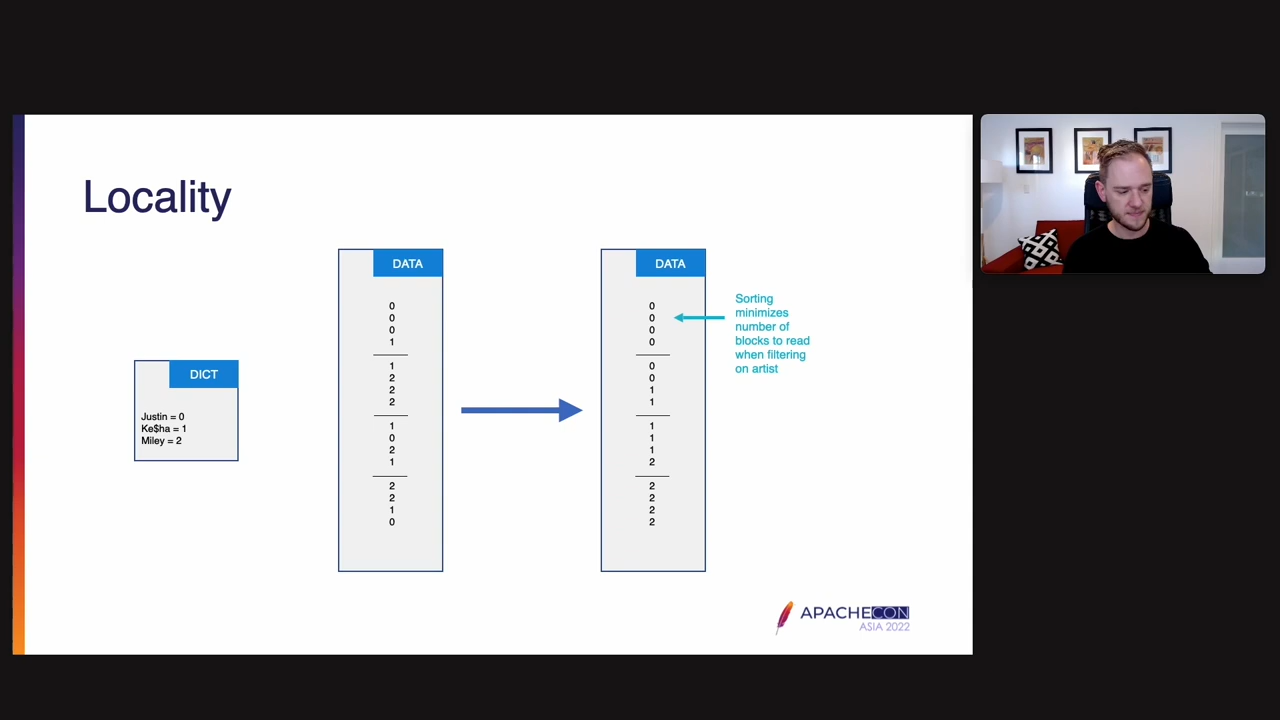 Locality
DICT
Justin = 0
Ke$ha = 1
Miley = 2
DATA
0
0
0
1
1
2
2
2
1
0
2
1
2
2
1
0
DATA
0
0
0
0
0
0
1
1
1
1
1
2
2
2
2
2
Sorting
minimizes
number of
blocks to read
when filtering
on artist
APACHECON
ASIA 2022